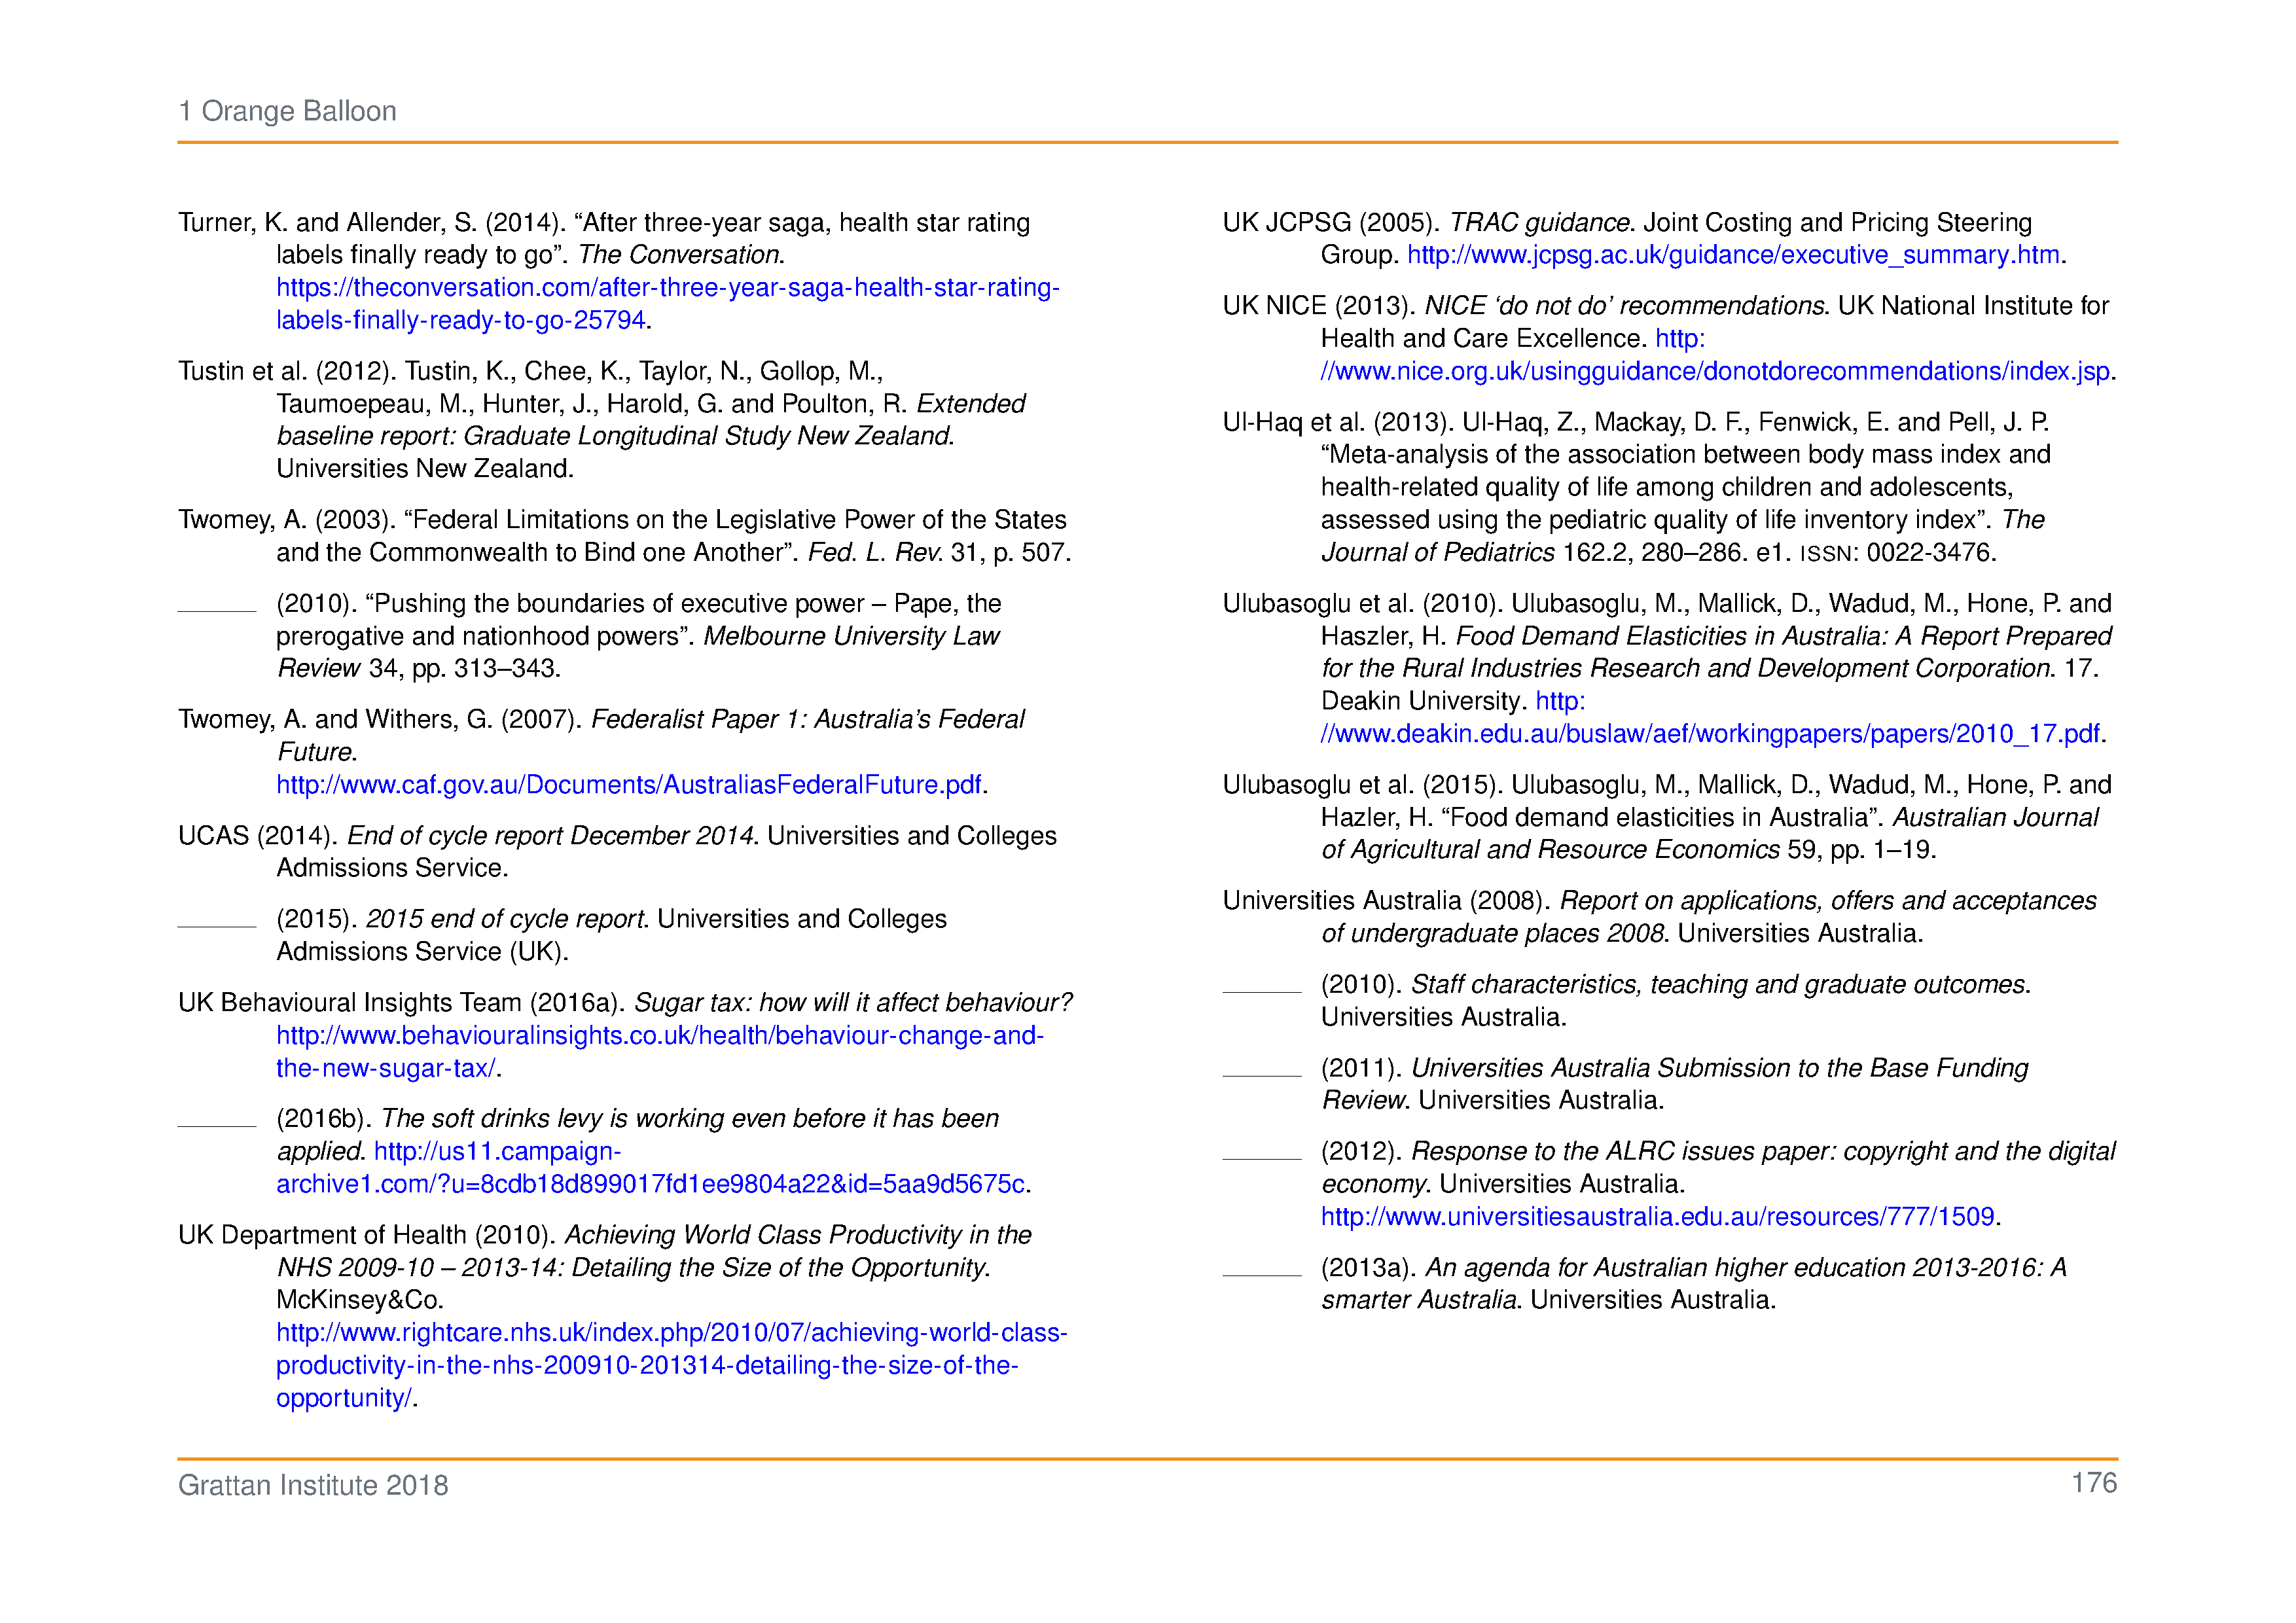 1 Orange Balloon
Turner, K. and Allender, S. (2014). “After three-year saga, health star rating
labels finally ready to go”. The Conversation.
https://theconversation.com/after-three-year-saga-health-star-rating-
labels-finally-ready-to-go-25794.
Tustin et al. (2012). Tustin, K., Chee, K., Taylor, N., Gollop, M.,
Taumoepeau, M., Hunter, J., Harold, G. and Poulton, R. Extended
baseline report: Graduate Longitudinal Study New Zealand.
Universities New Zealand.
Twomey, A. (2003). “Federal Limitations on the Legislative Power of the States
and the Commonwealth to Bind one Another”. Fed. L. Rev. 31, p. 507.
(2010). “Pushing the boundaries of executive power – Pape, the
prerogative and nationhood powers”. Melbourne University Law
Review 34, pp. 313–343.
Twomey, A. and Withers, G. (2007). Federalist Paper 1: Australia’s Federal
Future.
http://www.caf.gov.au/Documents/AustraliasFederalFuture.pdf.
UCAS (2014). End of cycle report December 2014. Universities and Colleges
Admissions Service.
(2015). 2015 end of cycle report. Universities and Colleges
Admissions Service (UK).
UK Behavioural Insights Team (2016a). Sugar tax: how will it affect behaviour?
http://www.behaviouralinsights.co.uk/health/behaviour-change-and-
the-new-sugar-tax/.
(2016b). The soft drinks levy is working even before it has been
applied. http://us11.campaign-
archive1.com/?u=8cdb18d899017fd1ee9804a22&id=5aa9d5675c.
UK Department of Health (2010). Achieving World Class Productivity in the
NHS 2009-10 – 2013-14: Detailing the Size of the Opportunity.
McKinsey&Co.
http://www.rightcare.nhs.uk/index.php/2010/07/achieving-world-class-
productivity-in-the-nhs-200910-201314-detailing-the-size-of-the-
opportunity/.
UK JCPSG (2005). TRAC guidance. Joint Costing and Pricing Steering
Group. http://www.jcpsg.ac.uk/guidance/executive_summary.htm.
UK NICE (2013). NICE ‘do not do’ recommendations. UK National Institute for
Health and Care Excellence. http:
//www.nice.org.uk/usingguidance/donotdorecommendations/index.jsp.
Ul-Haq et al. (2013). Ul-Haq, Z., Mackay, D. F., Fenwick, E. and Pell, J. P.
“Meta-analysis of the association between body mass index and
health-related quality of life among children and adolescents,
assessed using the pediatric quality of life inventory index”. The
Journal of Pediatrics 162.2, 280–286. e1. ISSN: 0022-3476.
Ulubasoglu et al. (2010). Ulubasoglu, M., Mallick, D., Wadud, M., Hone, P. and
Haszler, H. Food Demand Elasticities in Australia: A Report Prepared
for the Rural Industries Research and Development Corporation. 17.
Deakin University. http:
//www.deakin.edu.au/buslaw/aef/workingpapers/papers/2010_17.pdf.
Ulubasoglu et al. (2015). Ulubasoglu, M., Mallick, D., Wadud, M., Hone, P. and
Hazler, H. “Food demand elasticities in Australia”. Australian Journal
of Agricultural and Resource Economics 59, pp. 1–19.
Universities Australia (2008). Report on applications, offers and acceptances
of undergraduate places 2008. Universities Australia.
(2010). Staff characteristics, teaching and graduate outcomes.
Universities Australia.
(2011). Universities Australia Submission to the Base Funding
Review. Universities Australia.
(2012). Response to the ALRC issues paper: copyright and the digital
economy. Universities Australia.
http://www.universitiesaustralia.edu.au/resources/777/1509.
(2013a). An agenda for Australian higher education 2013-2016: A
smarter Australia. Universities Australia.
Grattan Institute 2018
176